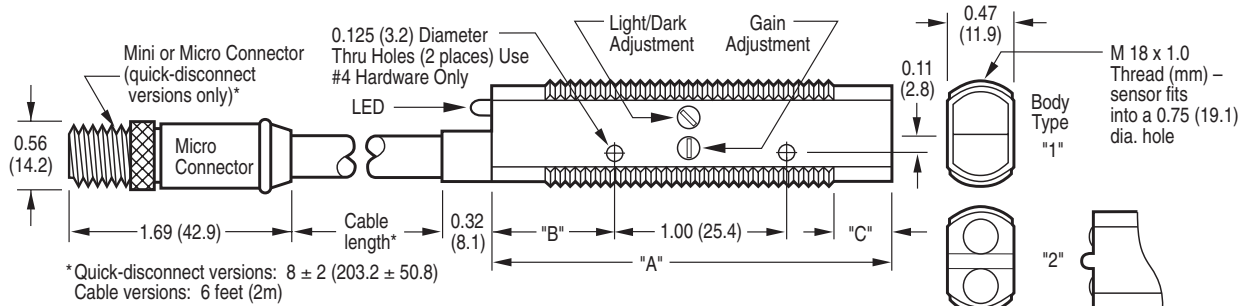 Mini or Micro Connector
(quick-disconnect
versions only)*
0.125 (3.2) Diameter
Thru Holes (2 places) Use
#4 Hardware Only
LED
Light/Dark
Adjustment
Gain
Adjustment
0.47
(11.9)
M 18 x 1.0
Thread (mm) –
sensor fits
into a 0.75 (19.1)
dia. hole
0.11
(2.8)
Body
Type
"1"
0.56
(14.2)
Micro
Connector
1.69 (42.9)
Cable
length*
0.32
(8.1)
"B"
1.00 (25.4)
"C"
"A"
"2"
*Quick-disconnect versions: 8 ± 2 (203.2 ± 50.8)
Cable versions: 6 feet (2m)